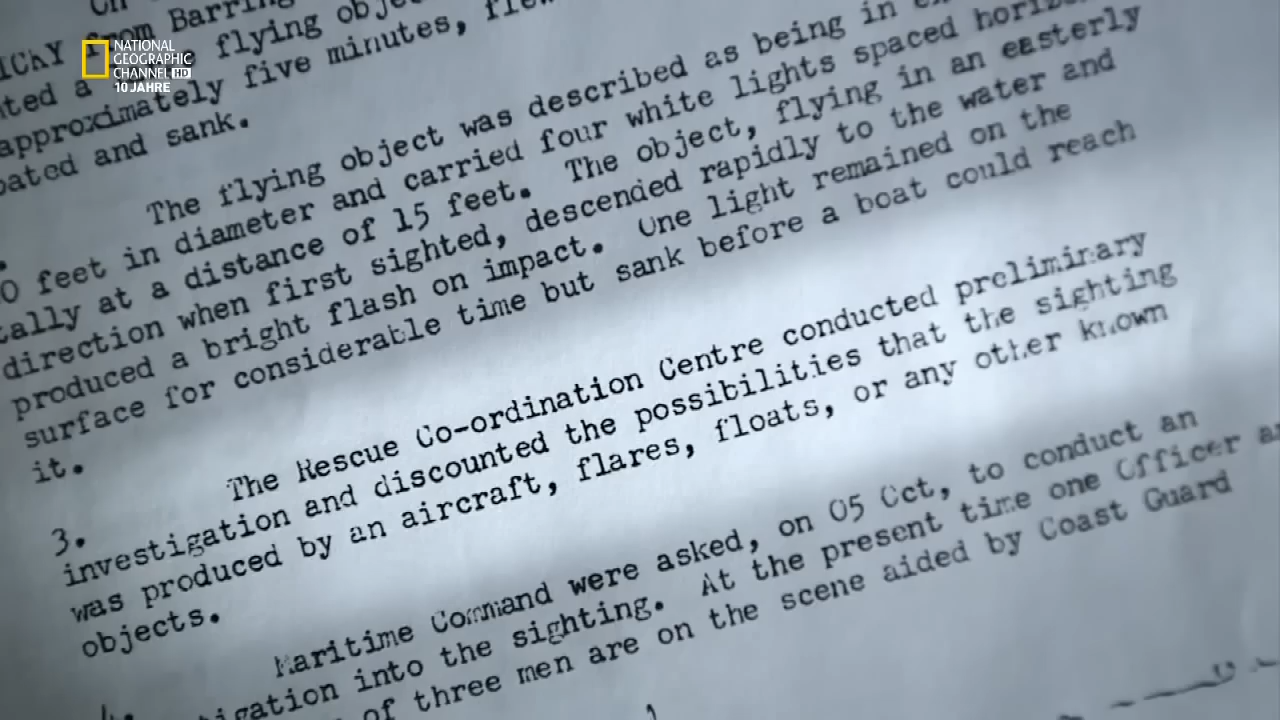 NATIONAL
GEOGRAPHIC
CHANNEL HD
10 JAHRE
from Barring
flying
approximately five minutes,
and sank.
The flying object was described as being in
0 feet in diameter and carried four white lights spaced
tally at a distance of 15 feet. The object, flying in an easterly
direction when first sighted, descended rapidly to the water and
produced a bright flash on impact. One light remained on the
surface for considerable time but sank before a boat could reach
it.
3. The Rescue Co-ordination Centre conducted preliminary
investigation and discounted the possibilities that the sighting
was produced by an aircraft, flares, floats, or any other known
objects.
Maritime Command were asked, on 05 Oct, to conduct an
igation into the sighting. At the present time one Officer
of three men are on the scene aided by Coast Guard